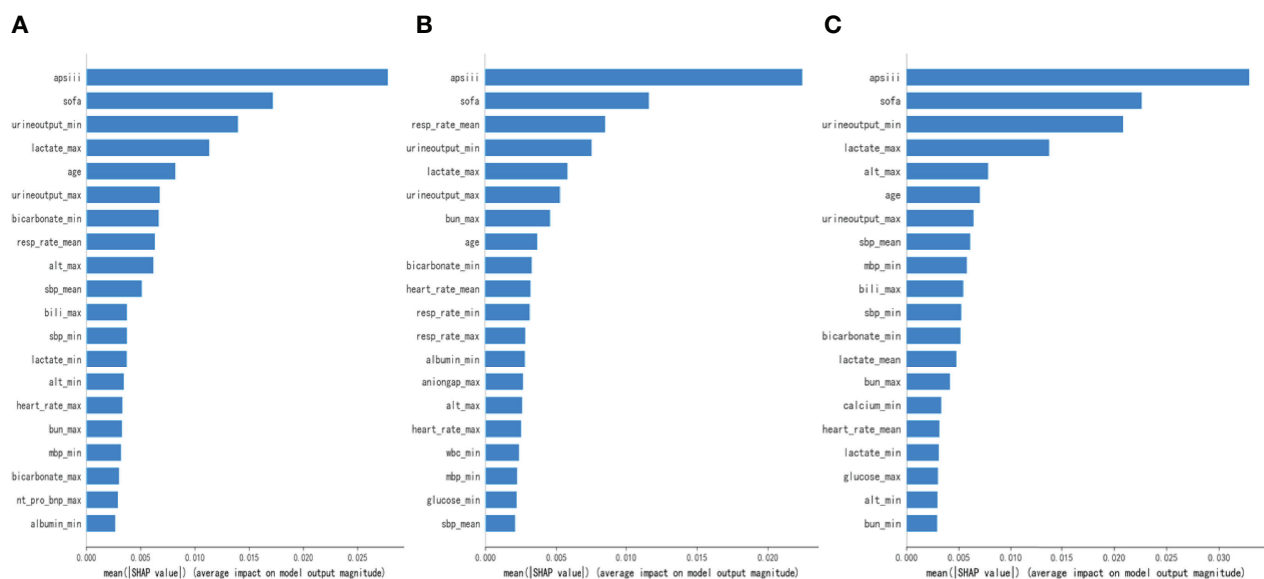 A
apsiii
sofa
urineoutput_min
lactate_max
age
urineoutput_max
bicarbonate_min
resp_rate_mean
alt_max
sbp_mean
bili_max
sbp_min
lactate_min
alt_min
heart_rate_max
bun_max
mbp_min
bicarbonate_max
nt_pro_bnp_max
albumin_min
0.000 0.005 0.010 0.015 0.020 0.025
mean(|SHAP value|) (average impact on model output magnitude)
B
apsiii
sofa
resp_rate_mean
urineoutput_min
lactate_max
urineoutput_max
bun_max
age
bicarbonate_min
heart_rate_mean
resp_rate_min
resp_rate_max
albumin_min
aniongap_max
alt_max
heart_rate_max
wbc_min
mbp_min
glucose_min
sbp_mean
0.000 0.005 0.010 0.015 0.020
mean(|SHAP value|) (average impact on model output magnitude)
C
apsiii
sofa
urineoutput_min
lactate_max
alt_max
age
urineoutput_max
sbp_mean
mbp_min
bili_max
sbp_min
bicarbonate_min
lactate_mean
bun_max
calcium_min
heart_rate_mean
lactate_min
glucose_max
alt_min
bun_min
0.000 0.005 0.010 0.015 0.020 0.025 0.030
mean(|SHAP value|) (average impact on model output magnitude)